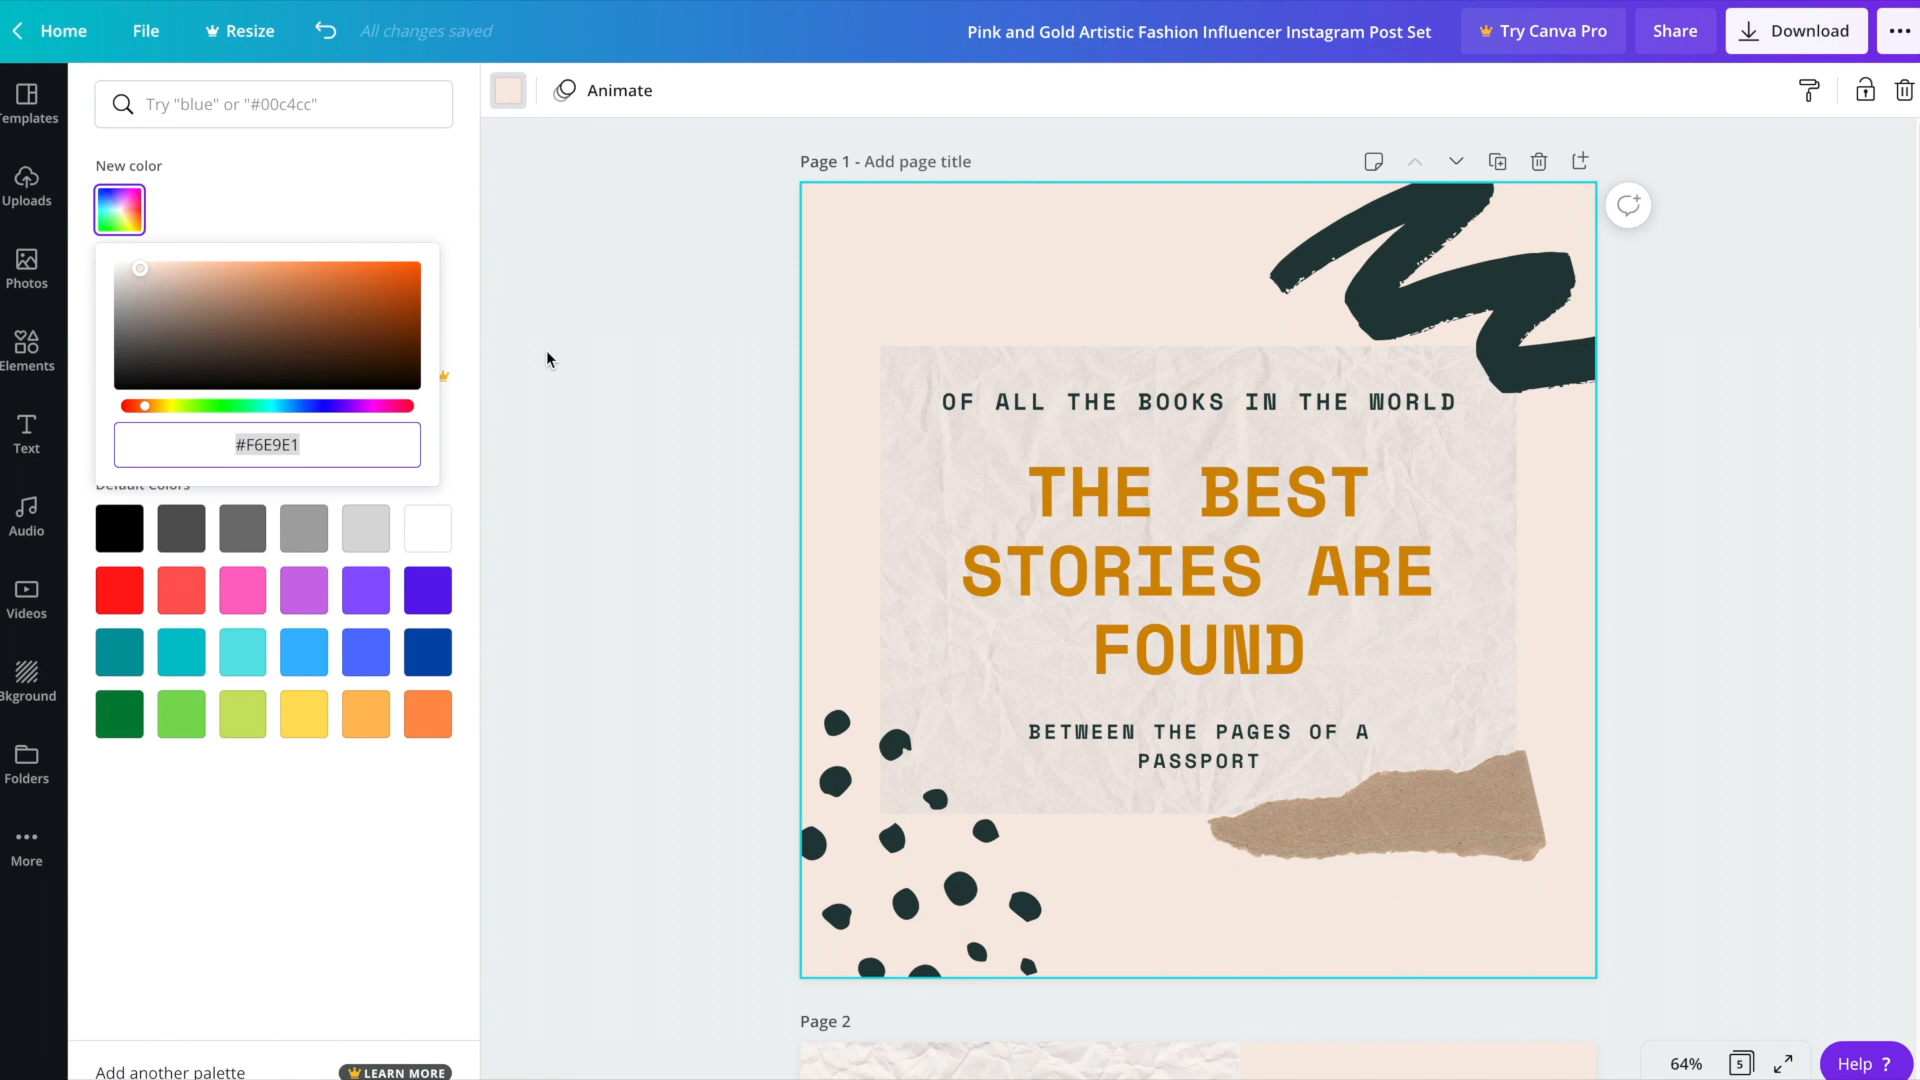 Home File Resize All changes saved Pink and Gold Artistic Fashion Influencer Instagram Post Set Try Canva Pro Share Download
Templates
Uploads
Photos
Elements
Text
Audio
Videos
Bkground
Folders
More
Try "blue" or "#00c4cc"
New color
#F6E9E1
Default Colors
Add another palette LEARN MORE
Animate
Page 1 - Add page title
OF ALL THE BOOKS IN THE WORLD
THE BEST
STORIES ARE
FOUND
BETWEEN THE PAGES OF A
PASSPORT
Page 2
64% 5 Help ?